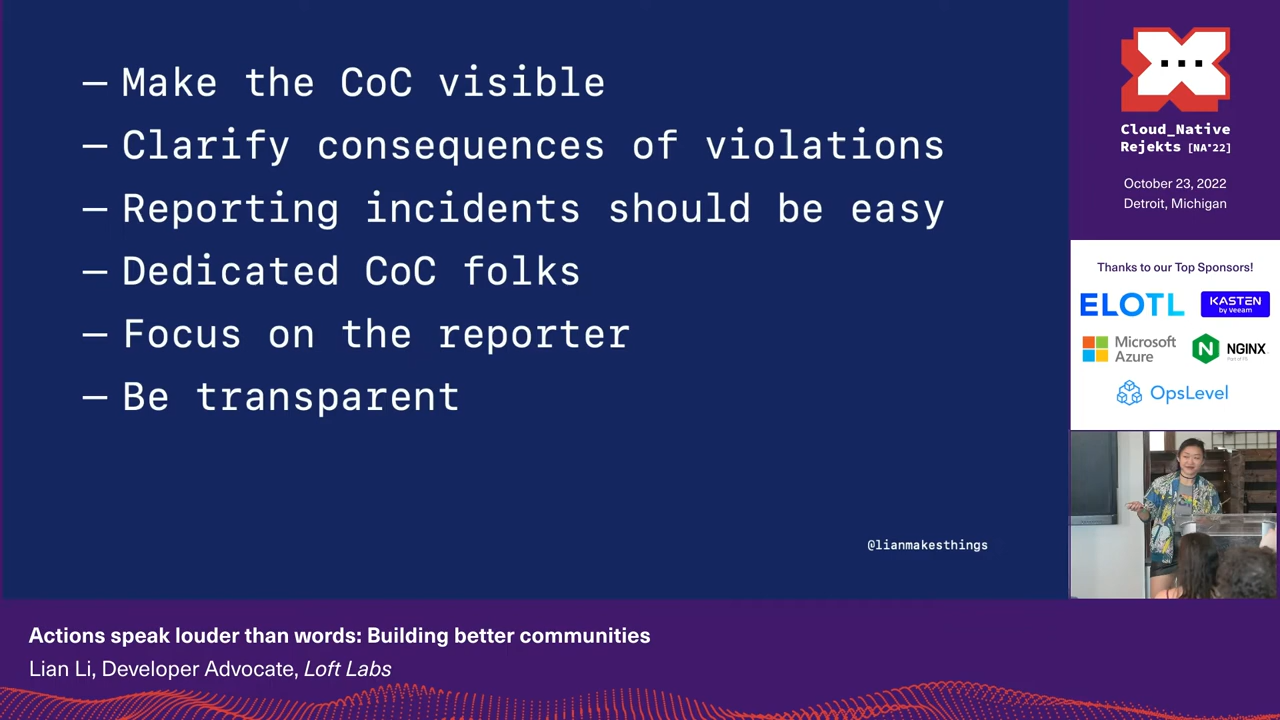 – Make the CoC visible
– Clarify consequences of violations
– Reporting incidents should be easy
– Dedicated CoC folks
– Focus on the reporter
– Be transparent
@lianmakesthings
Cloud_Native
Rejekts [NA'22]
October 23, 2022
Detroit, Michigan
Thanks to our Top Sponsors!
ELOTL
KASTEN
by Veeam
Microsoft
Azure
N
NGINX
OpsLevel
Actions speak louder than words: Building better communities
Lian Li, Developer Advocate, Loft Labs